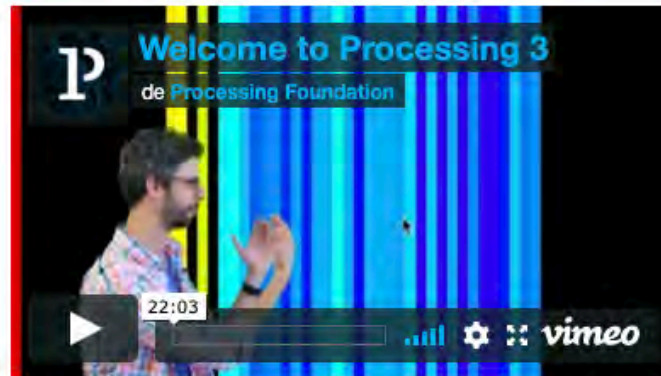 Welcome to Processing 3
de Processing Foundation
22:03
vimeo